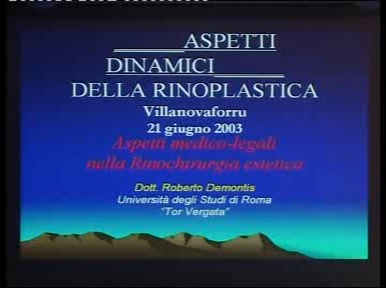 ______ASPETTI
DINAMICI______
DELLA RINOPLASTICA
Villanovaforru
21 giugno 2003
Aspetti medico-legali
nella Rinochirurgia estetica
Dott. Roberto Demontis
Università degli Studi di Roma
"Tor Vergata"